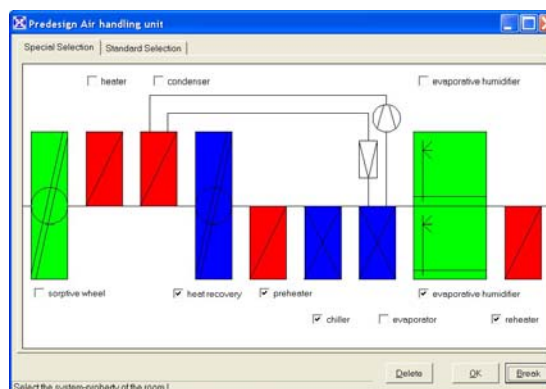 Predesign Air handling unit
Special Selection Standard Selection
heater condenser evaporative humidifier
sorptive wheel heat recovery preheater evaporative humidifier
chiller evaporator reheater
Delete OK Break
Select the system-property of the room !